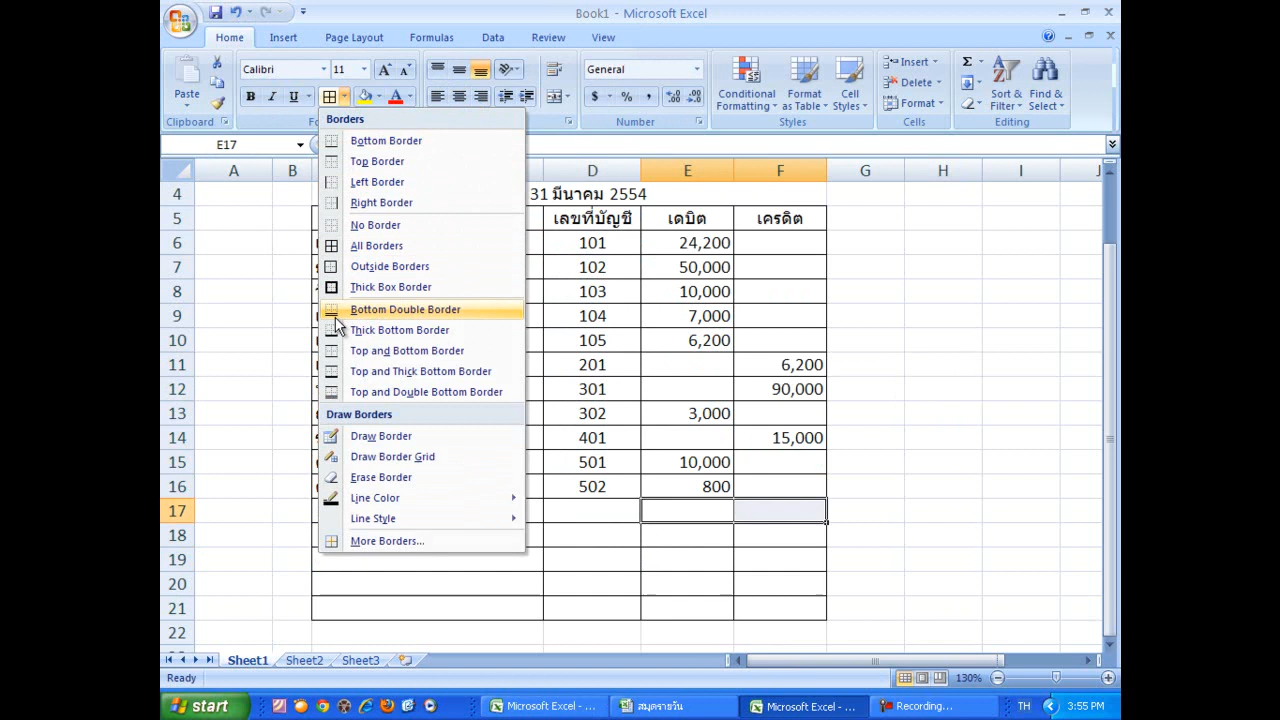 Book1 - Microsoft Excel
Home Insert Page Layout Formulas Data Review View
Paste
Clipboard
Calibri 11
B I U
General
$ % ,
Number
Conditional Formatting
Format as Table
Cell Styles
Styles
Insert
Delete
Format
Cells
Σ
Sort & Filter
Find & Select
Editing
E17
Borders
Bottom Border
Top Border
Left Border
Right Border
No Border
All Borders
Outside Borders
Thick Box Border
Bottom Double Border
Thick Bottom Border
Top and Bottom Border
Top and Thick Bottom Border
Top and Double Bottom Border
Draw Borders
Draw Border
Draw Border Grid
Erase Border
Line Color
Line Style
More Borders...
A B D E F G H I J
4 31 มีนาคม 2554
5 เลขที่บัญชี เดบิต เครดิต
6 101 24,200
7 102 50,000
8 103 10,000
9 104 7,000
10 105 6,200
11 201 6,200
12 301 90,000
13 302 3,000
14 401 15,000
15 501 10,000
16 502 800
17
18
19
20
21
22
Sheet1 Sheet2 Sheet3
Ready 130%
start Microsoft Excel - ... สมุดรายวัน Microsoft Excel - ... Recording... TH 3:55 PM